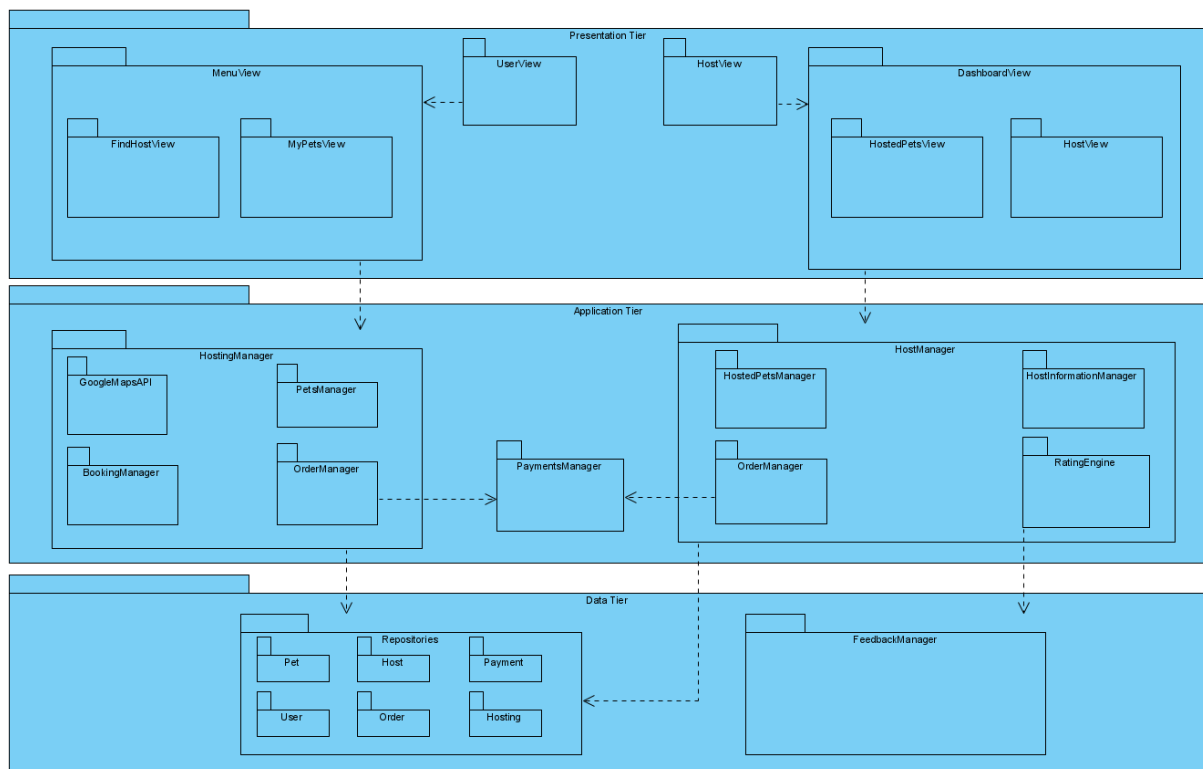 Presentation Tier
UserView
HostView
MenuView
DashboardView
FindHostView
MyPetsView
HostedPetsView
HostView
Application Tier
HostingManager
HostManager
GoogleMapsAPI
PetsManager
HostedPetsManager
HostInformationManager
BookingManager
OrderManager
PaymentsManager
OrderManager
RatingEngine
Data Tier
Repositories
FeedbackManager
Pet
Host
Payment
User
Order
Hosting